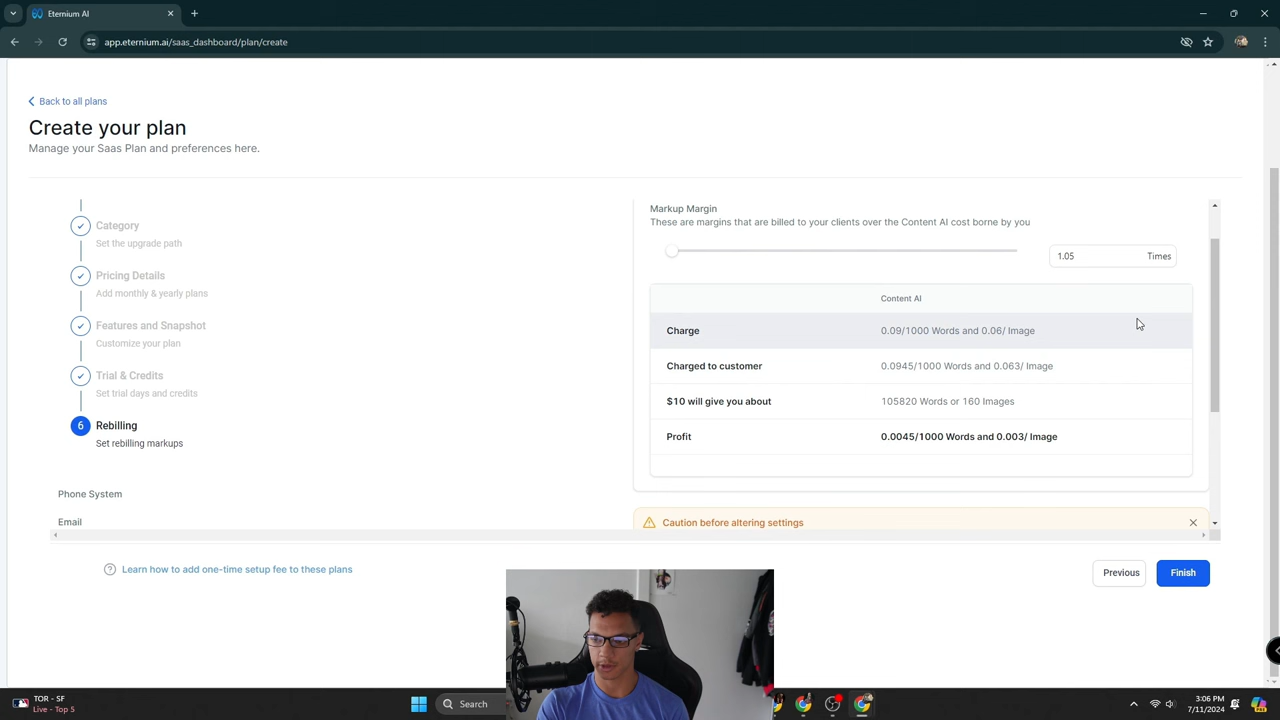 Eternium AI
app.eternium.ai/saas_dashboard/plan/create
Back to all plans
Create your plan
Manage your Saas Plan and preferences here.
Category
Set the upgrade path
Pricing Details
Add monthly & yearly plans
Features and Snapshot
Customize your plan
Trial & Credits
Set trial days and credits
6 Rebilling
Set rebilling markups
Phone System
Email
Markup Margin
These are margins that are billed to your clients over the Content AI cost borne by you
1.05 Times
Content AI
Charge 0.09/1000 Words and 0.06/ Image
Charged to customer 0.0945/1000 Words and 0.063/ Image
$10 will give you about 105820 Words or 160 Images
Profit 0.0045/1000 Words and 0.003/ Image
Caution before altering settings
Learn how to add one-time setup fee to these plans
Previous
Finish
TOR - SF
Live - Top 5
Search
3:06 PM
7/11/2024